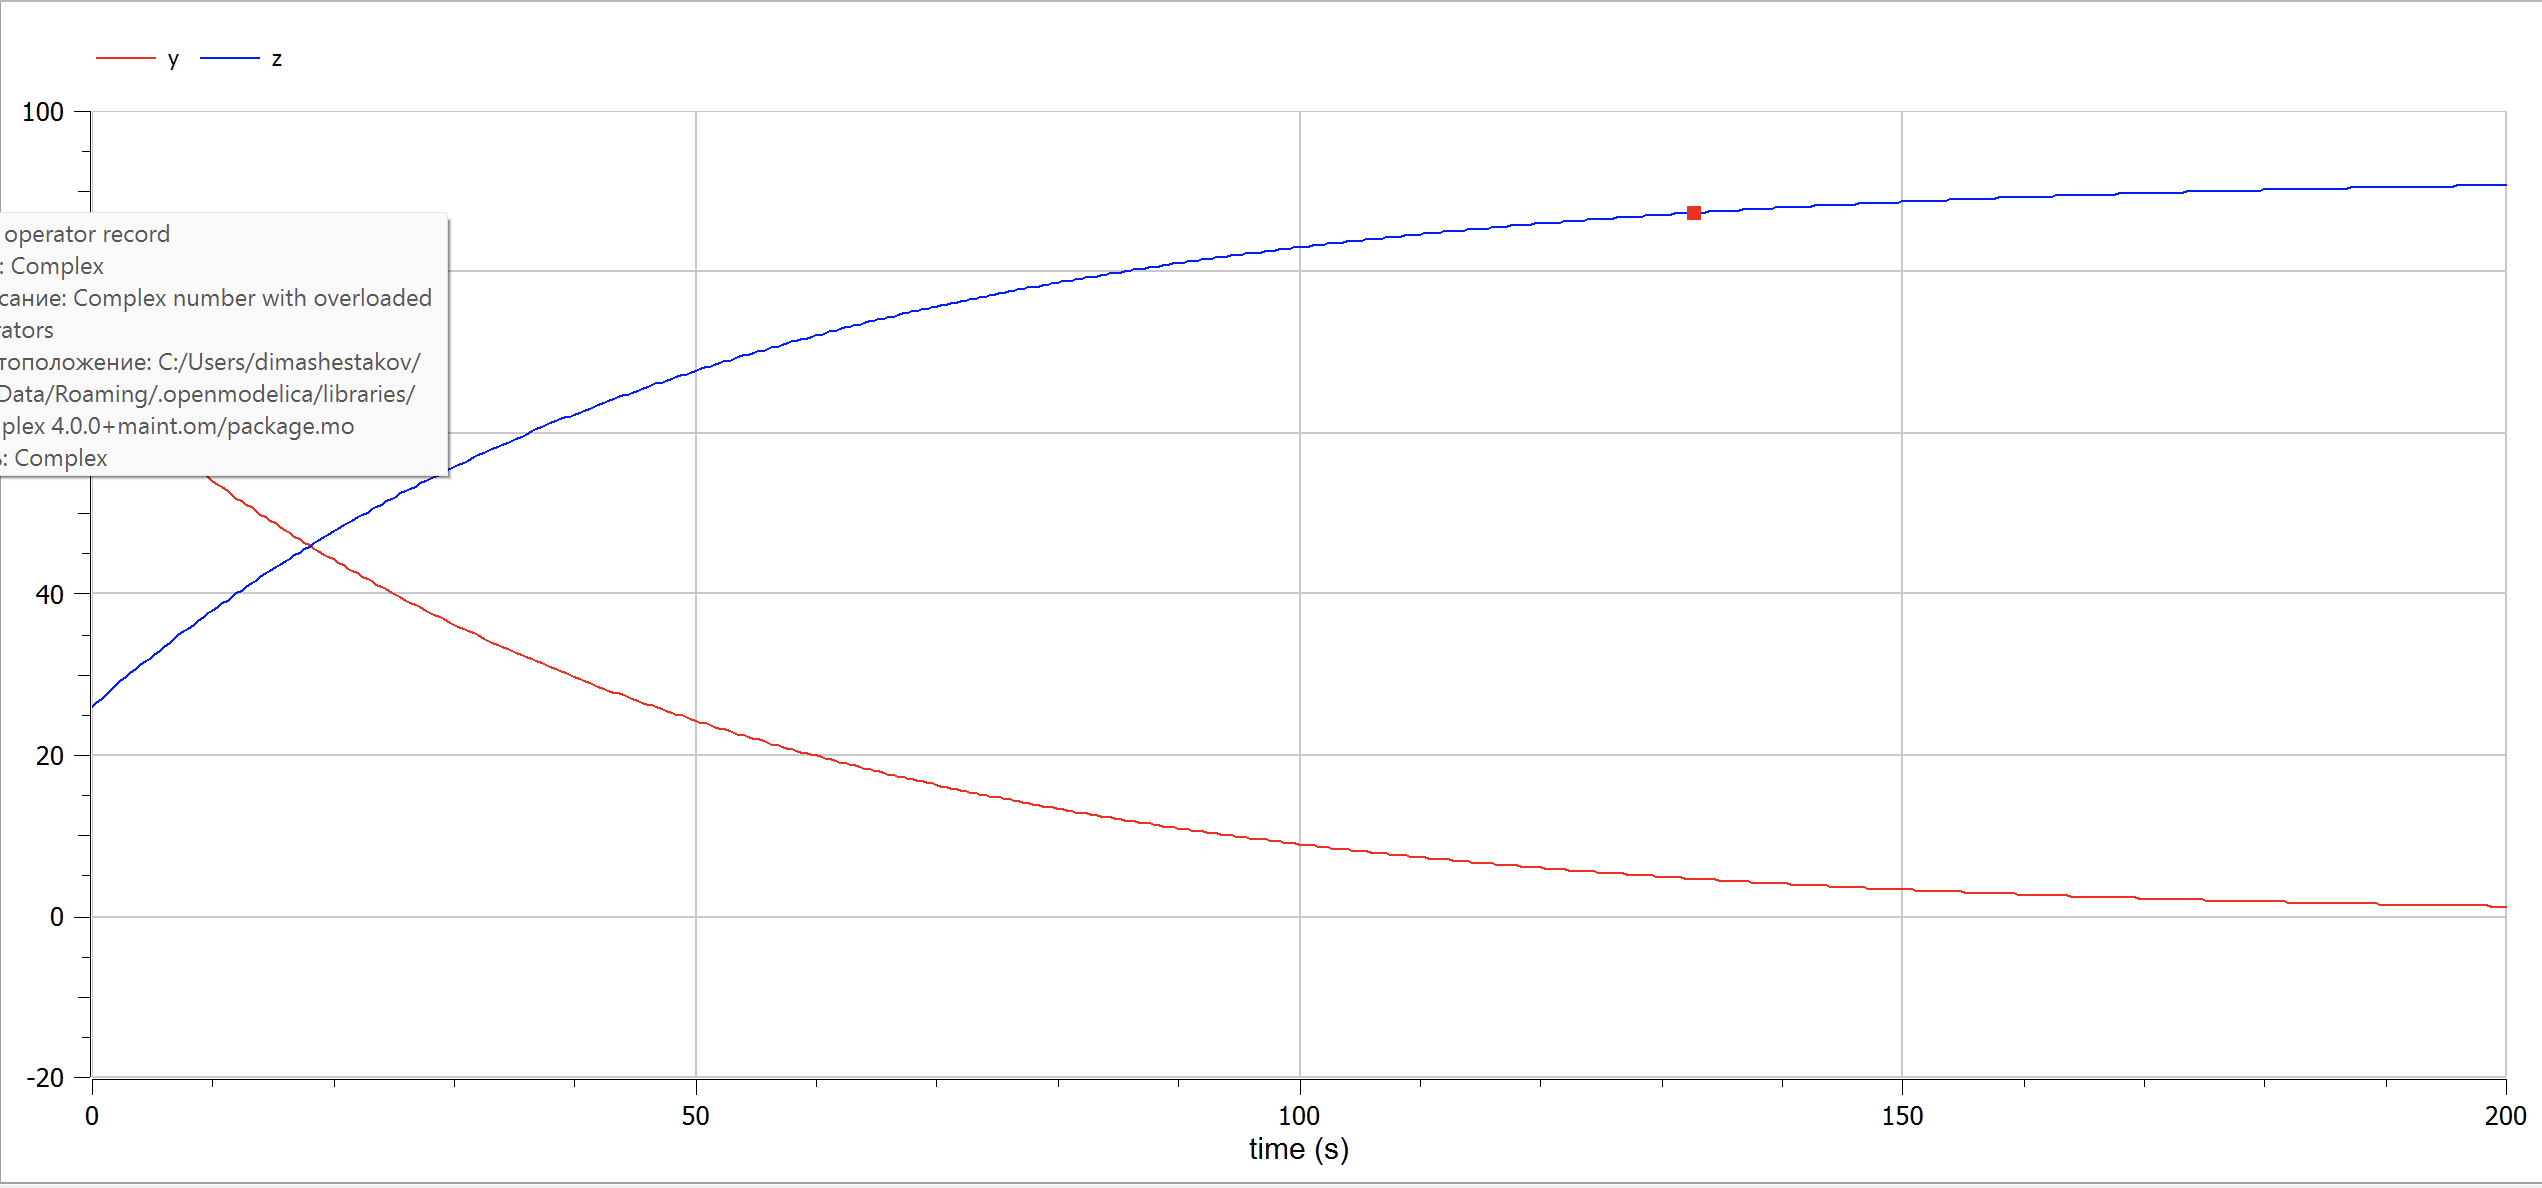 y z
100
operator record
: Complex
сание: Complex number with overloaded
rators
тоположение: C:/Users/dimashestakov/
Data/Roaming/.openmodelica/libraries/
plex 4.0.0+maint.om/package.mo
ь: Complex
40
20
0
-20
0 50 100 150 200
time (s)